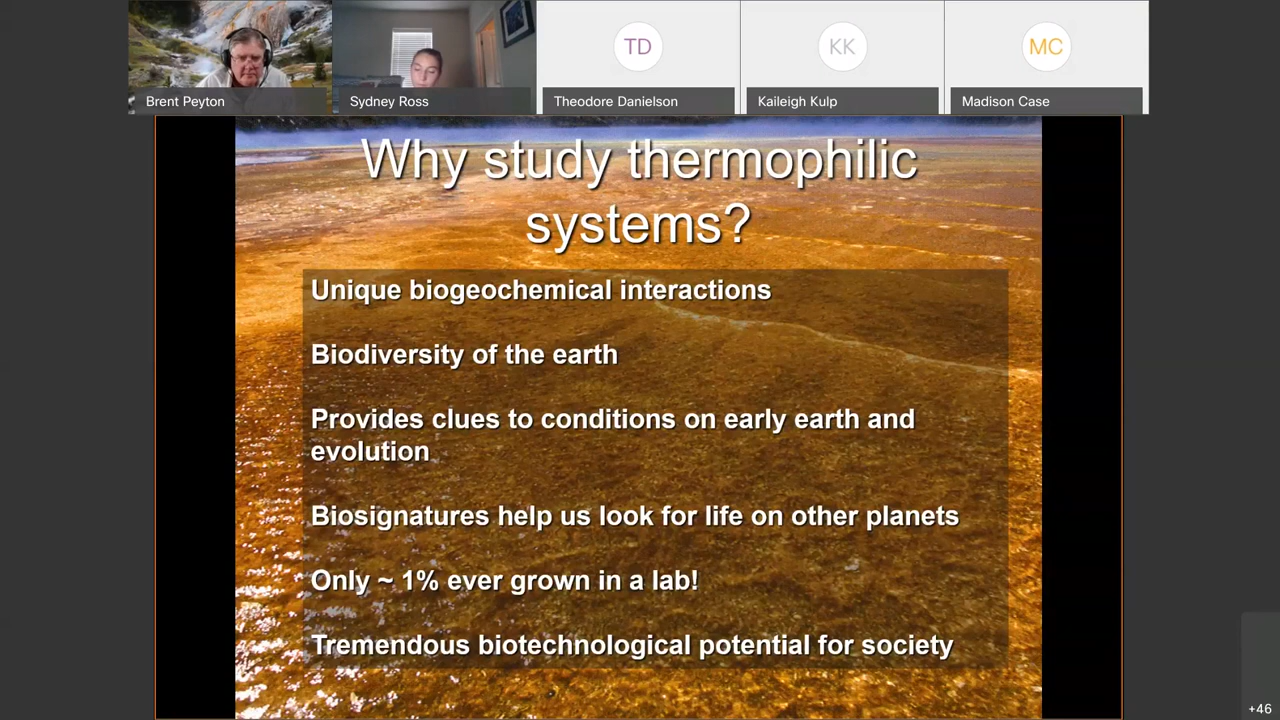 TD
KK
MC
Brent Peyton
Sydney Ross
Theodore Danielson
Kaileigh Kulp
Madison Case
Why study thermophilic
systems?
Unique biogeochemical interactions
Biodiversity of the earth
Provides clues to conditions on early earth and
evolution
Biosignatures help us look for life on other planets
Only ~ 1% ever grown in a lab!
Tremendous biotechnological potential for society
+46